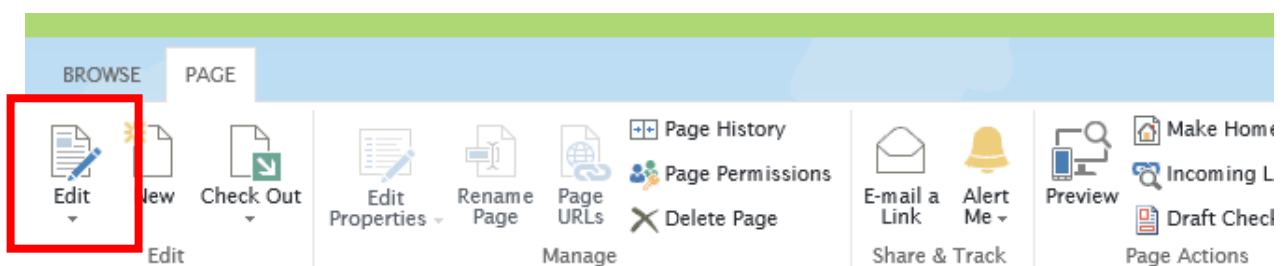 BROWSE PAGE
Edit
New
Check Out
Edit
Edit
Properties
Rename
Page
Page
URLs
Page History
Page Permissions
Delete Page
Manage
E-mail a
Link
Alert
Me
Share & Track
Preview
Make Home
Incoming L
Draft Check
Page Actions